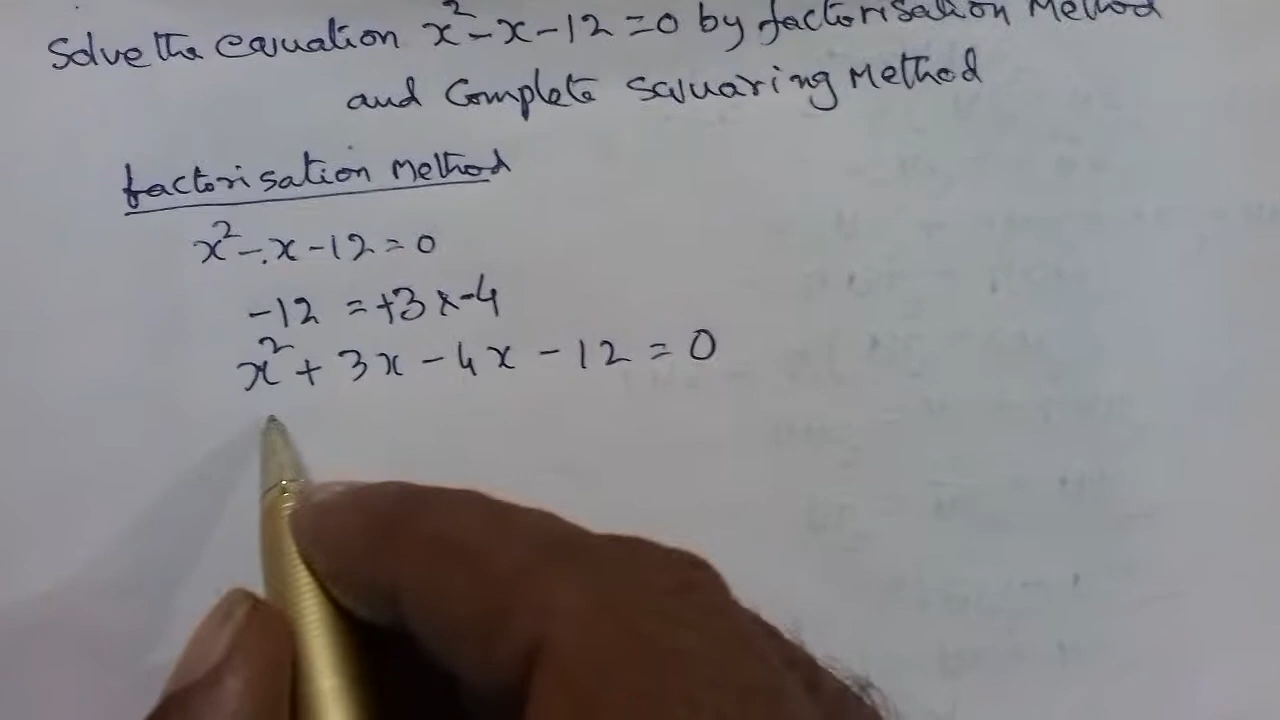 Solve the equation x² - x - 12 = 0 by factorisation Method
and Complete Squaring Method
factorisation Method
x² - x - 12 = 0
-12 = +3 x -4
x² + 3x - 4x - 12 = 0